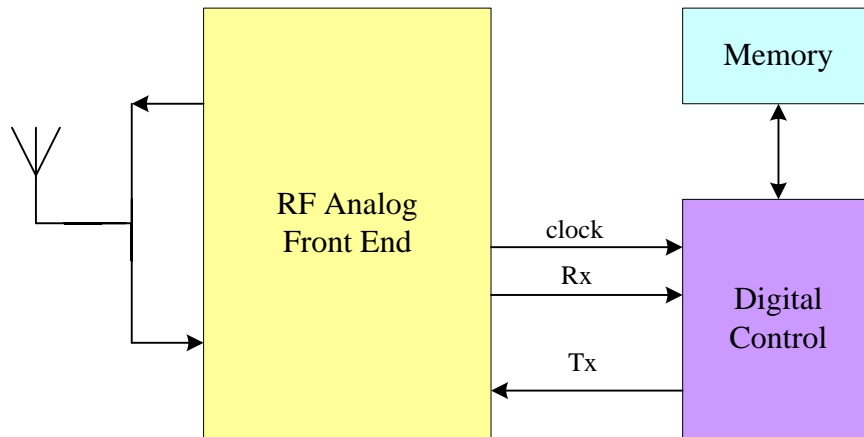 Memory
RF Analog
Front End
clock
Rx
Digital
Control
Tx